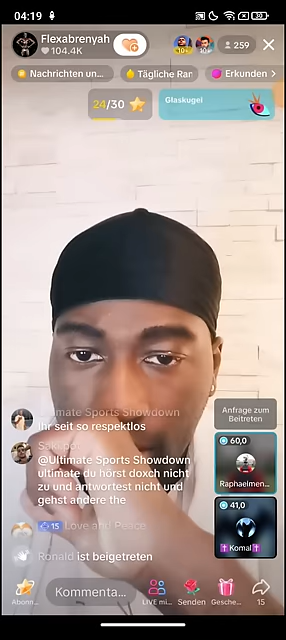 04:19
30
Flexabrenyah
104.4K
259
Nachrichten un...
Tägliche Ran
Erkunden
24/30
Glaskugel
Ultimate Sports Showdown
Ihr seit so respektlos
@Ultimate Sports Showdown
ultimate du hörst doxch nicht
zu und antwortest nicht und
gehst andere the
15 Love and Peace
Ronald ist beigetreten
Anfrage zum
Beitreten
60,0
Raphaelmen...
41,0
Komal
Abonn...
Kommenta...
LIVE mi...
Senden
Gesche...
15